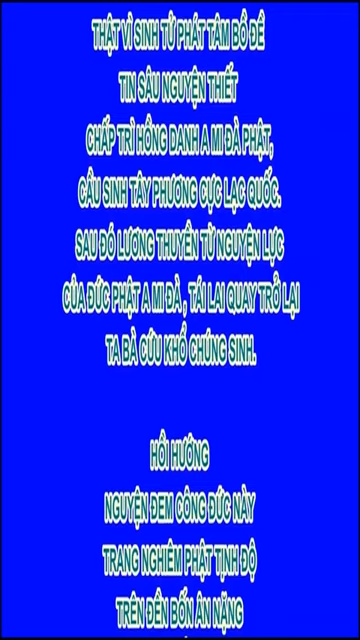 THẬT VÌ SINH TỬ PHÁT TÂM BỒ ĐỀ
TIN SÂU NGUYỆN THIẾT
CHẤP TRÌ HỒNG DANH A MI ĐÀ PHẬT,
CẦU SINH TÂY PHƯƠNG CỰC LẠC QUỐC.
SAU ĐÓ LƯƠNG THUYỀN TỪ NGUYỆN LỰC
CỦA ĐỨC PHẬT A MI ĐÀ , TÁI LAI QUAY TRỞ LẠI
TA BÀ CỨU KHỔ CHÚNG SINH.
HỒI HƯỚNG
NGUYỆN ĐEM CÔNG ĐỨC NÀY
TRANG NGHIÊM PHẬT TỊNH ĐỘ
TRÊN ĐỀN BỐN ÂN NẶNG